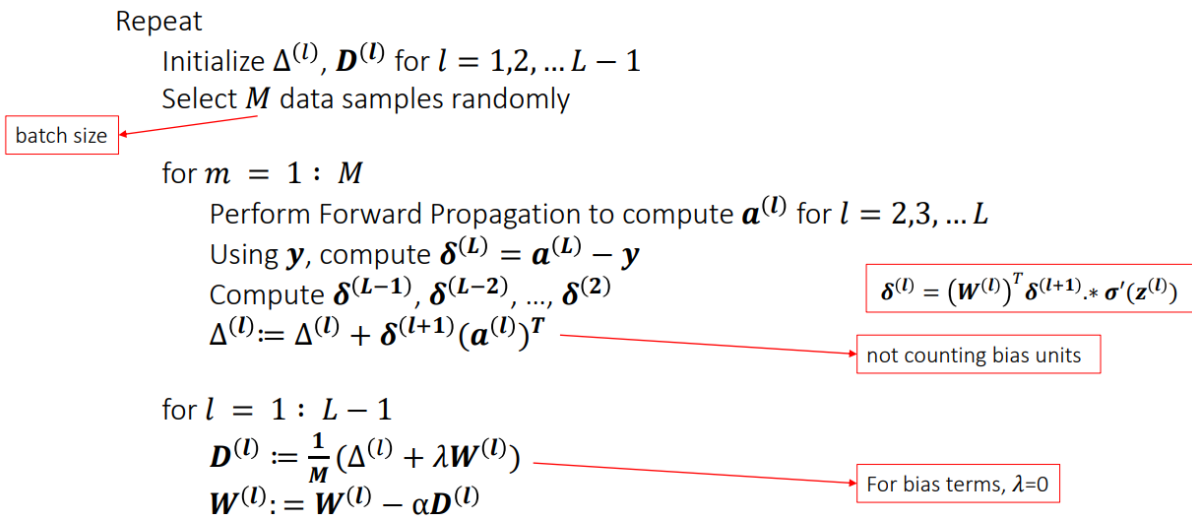 Repeat
Initialize Δ⁽ˡ⁾, D⁽ˡ⁾ for l = 1,2, … L − 1
Select M data samples randomly
batch size
for m = 1 : M
Perform Forward Propagation to compute a⁽ˡ⁾ for l = 2,3, … L
Using y, compute δ⁽ᴸ⁾ = a⁽ᴸ⁾ − y
Compute δ⁽ᴸ⁻¹⁾, δ⁽ᴸ⁻²⁾, …, δ⁽²⁾
δ⁽ˡ⁾ = (W⁽ˡ⁾)ᵀ δ⁽ˡ⁺¹⁾.∗ σ′(z⁽ˡ⁾)
Δ⁽ˡ⁾:= Δ⁽ˡ⁾ + δ⁽ˡ⁺¹⁾(a⁽ˡ⁾)ᵀ
not counting bias units
for l = 1 : L − 1
D⁽ˡ⁾ := 1/M (Δ⁽ˡ⁾ + λW⁽ˡ⁾)
For bias terms, λ=0
W⁽ˡ⁾: = W⁽ˡ⁾ − αD⁽ˡ⁾